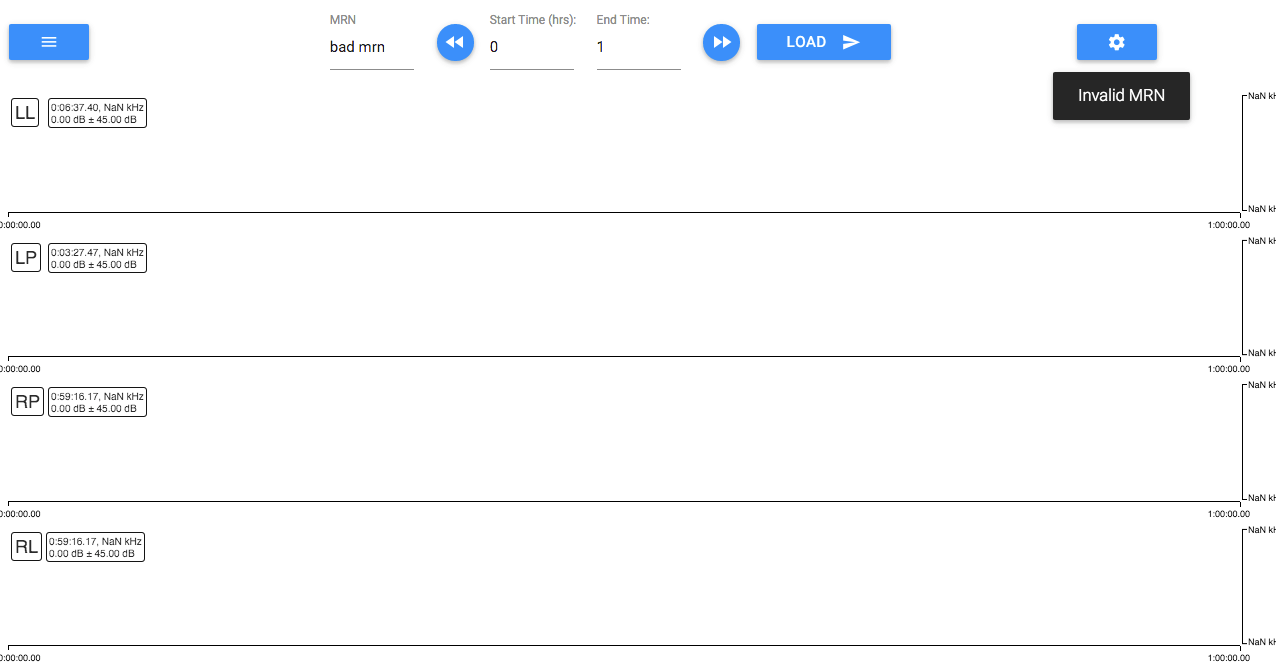 MRN
Start Time (hrs):
End Time:
bad mrn
0
1
LOAD
Invalid MRN
LL
0:06:37.40, NaN kHz
0.00 dB ± 45.00 dB
NaN kH
NaN kH
0:00:00.00
1:00:00.00
LP
0:03:27.47, NaN kHz
0.00 dB ± 45.00 dB
NaN kH
NaN kH
0:00:00.00
1:00:00.00
RP
0:59:16.17, NaN kHz
0.00 dB ± 45.00 dB
NaN kH
NaN kH
0:00:00.00
1:00:00.00
RL
0:59:16.17, NaN kHz
0.00 dB ± 45.00 dB
NaN kH
NaN kH
0:00:00.00
1:00:00.00